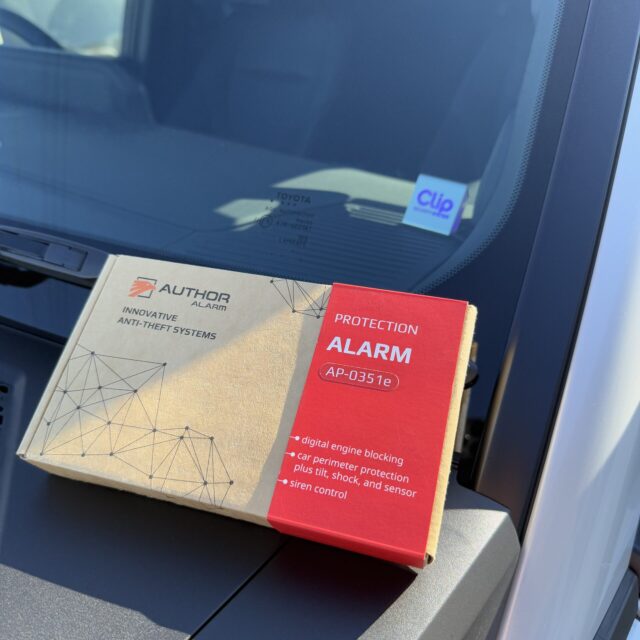 TOYOTA
Clip
AUTHOR
ALARM
INNOVATIVE
ANTI-THEFT SYSTEMS
PROTECTION
ALARM
AP-0351e
digital engine blocking
car perimeter protection
plus tilt, shock, and sensor
siren control